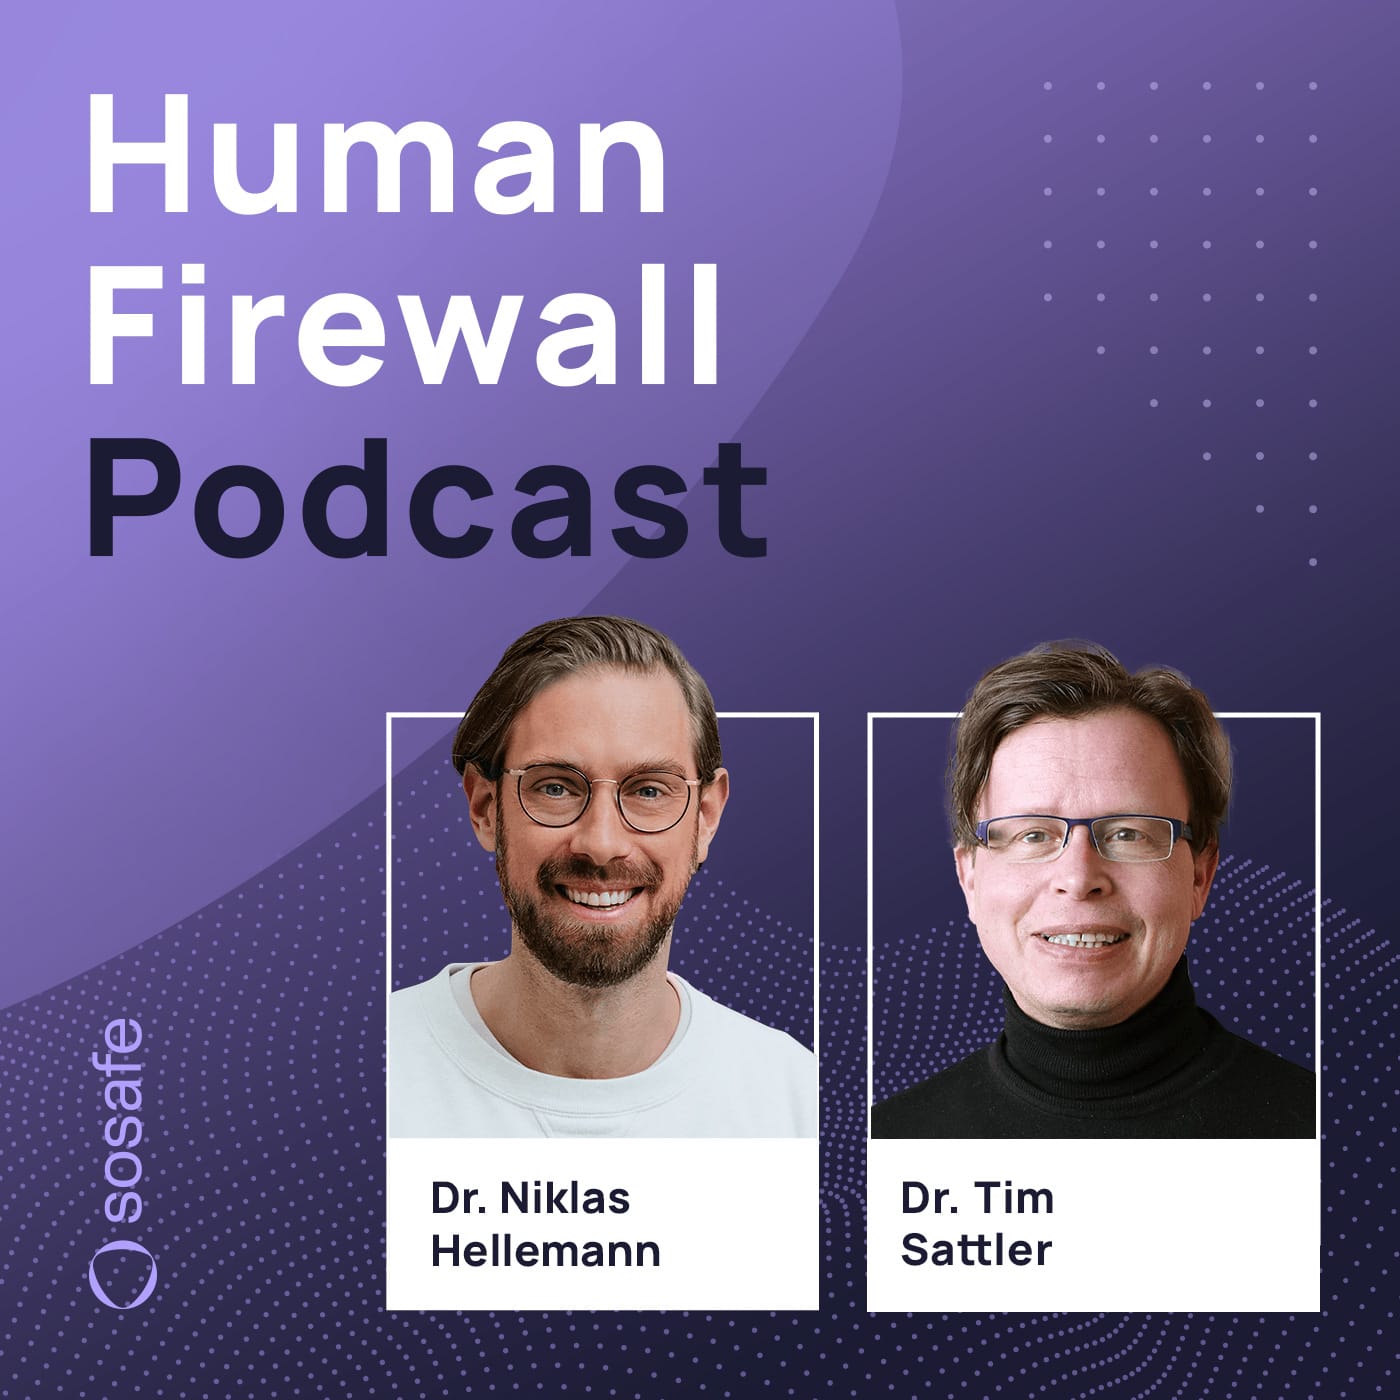 Human
Firewall
Podcast
sosafe
Dr. Niklas
Hellemann
Dr. Tim
Sattler